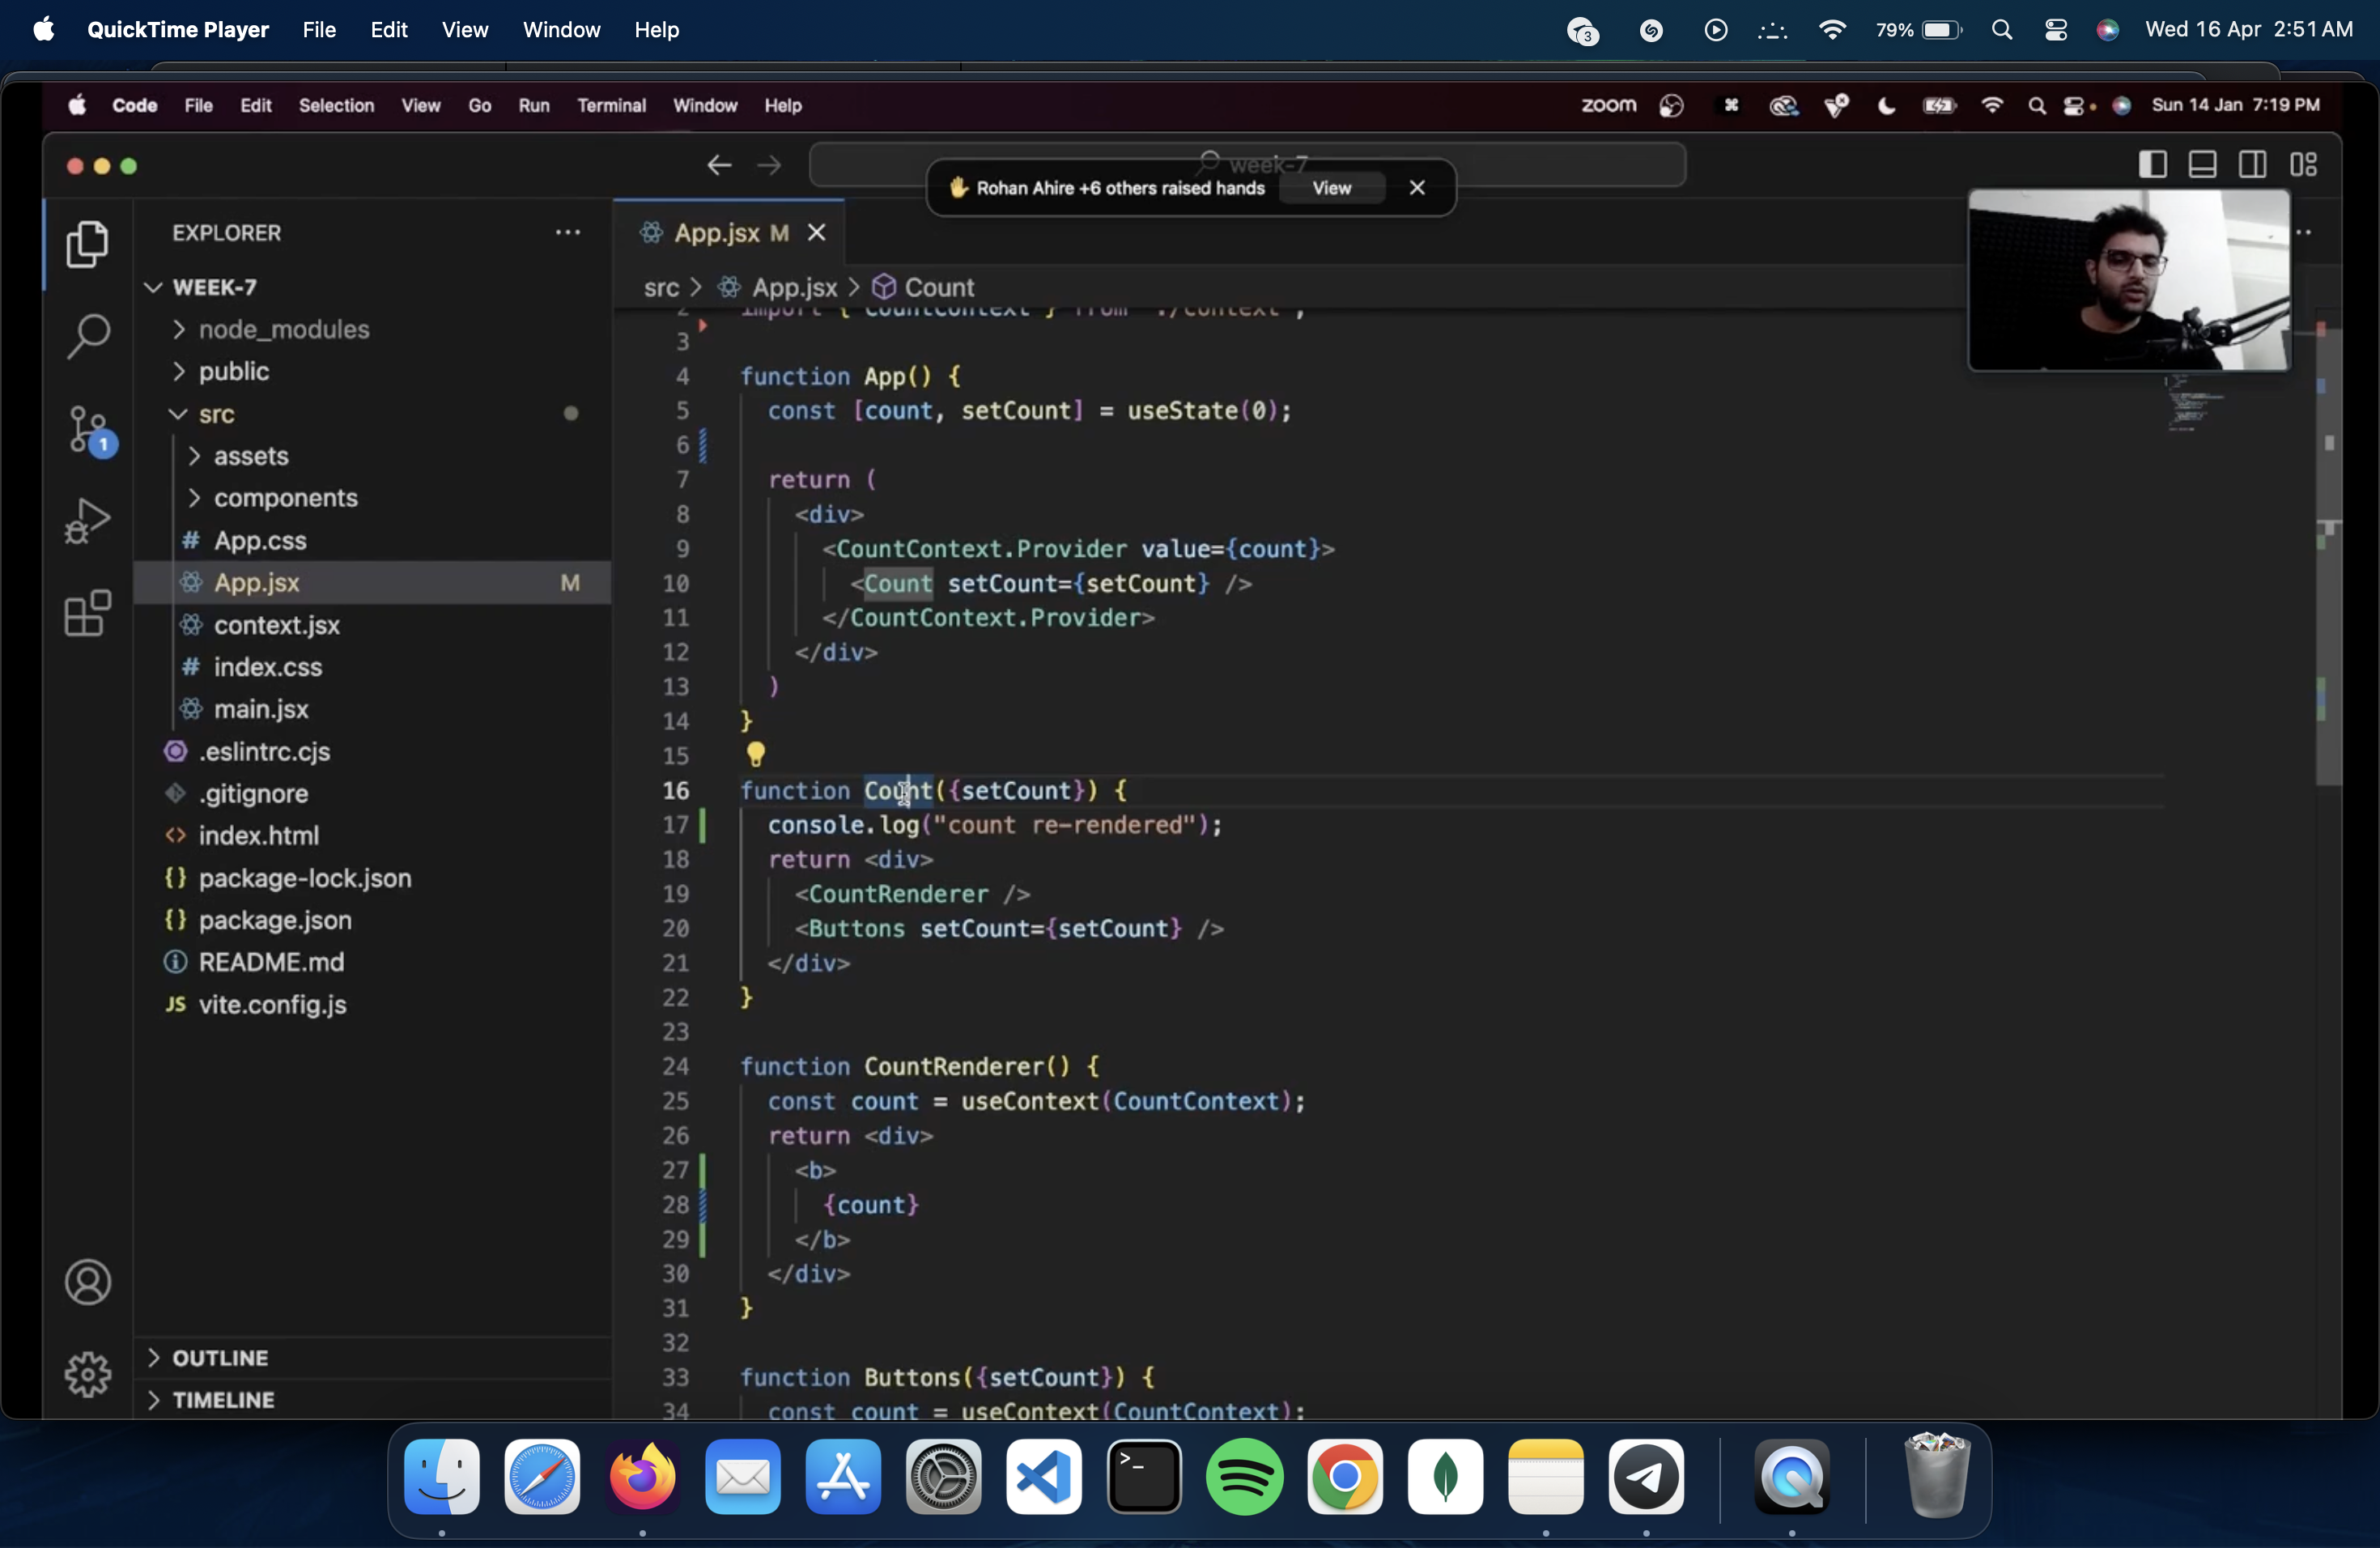 QuickTime Player File Edit View Window Help 3 79% Wed 16 Apr 2:51 AM
Code File Edit Selection View Go Run Terminal Window Help zoom Sun 14 Jan 7:19 PM
week-7
Rohan Ahire +6 others raised hands View
EXPLORER
App.jsx M
WEEK-7
src > App.jsx > Count
node_modules
public
src
assets
components
App.css
App.jsx M
context.jsx
index.css
main.jsx
.eslintrc.cjs
.gitignore
index.html
package-lock.json
package.json
README.md
JS vite.config.js
1
OUTLINE
TIMELINE
2 import { CountContext } from './context';
3
4 function App() {
5 const [count, setCount] = useState(0);
6
7 return (
8 <div>
9 <CountContext.Provider value={count}>
10 <Count setCount={setCount} />
11 </CountContext.Provider>
12 </div>
13 )
14 }
15
16 function Count({setCount}) {
17 console.log("count re-rendered");
18 return <div>
19 <CountRenderer />
20 <Buttons setCount={setCount} />
21 </div>
22 }
23
24 function CountRenderer() {
25 const count = useContext(CountContext);
26 return <div>
27 <b>
28 {count}
29 </b>
30 </div>
31 }
32
33 function Buttons({setCount}) {
34 const count = useContext(CountContext);